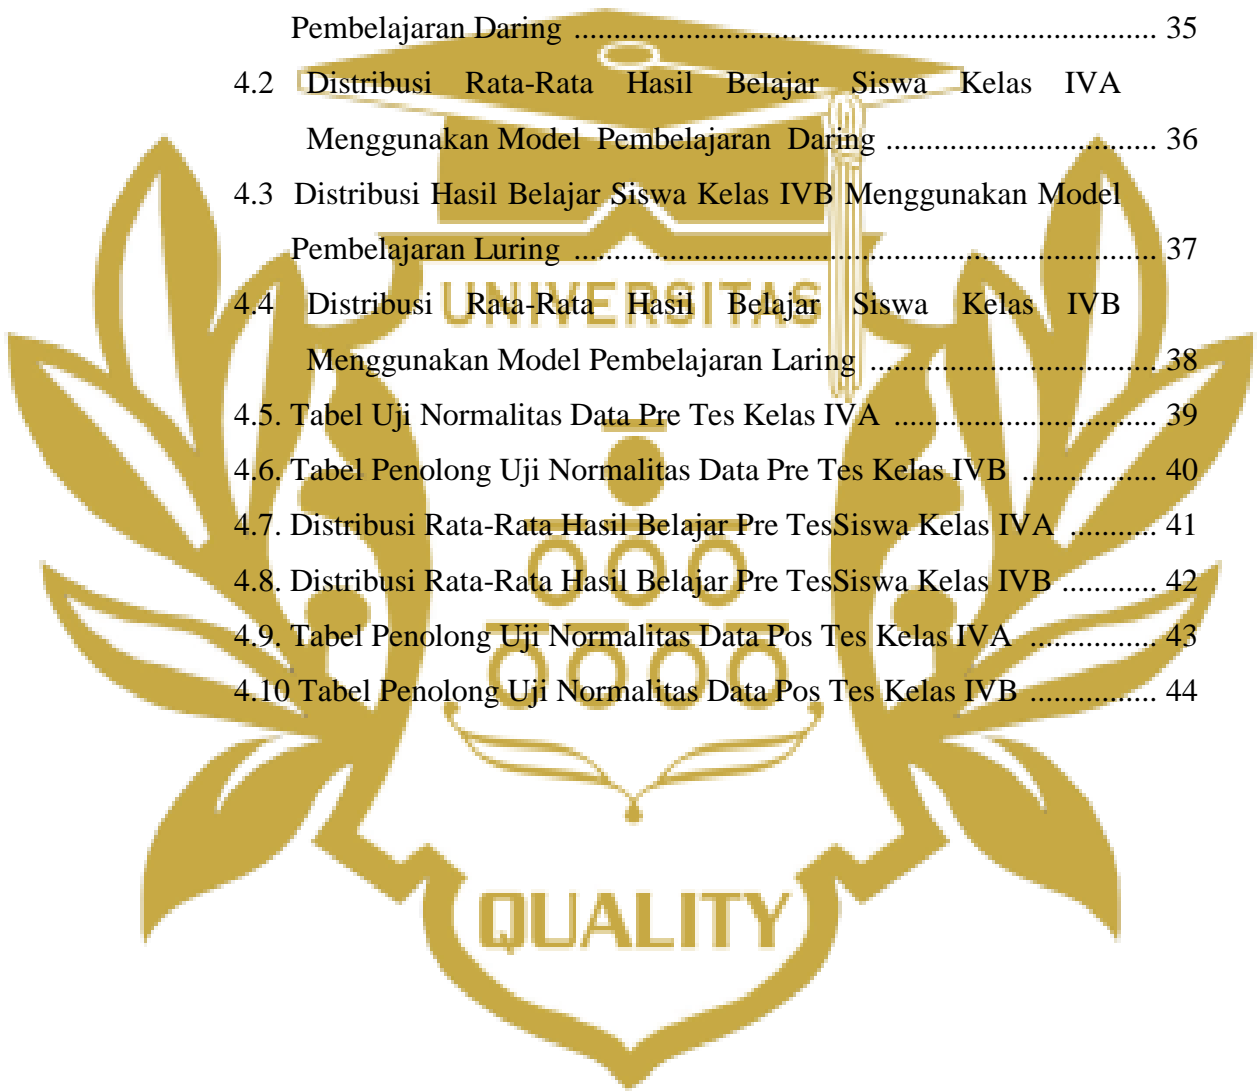 Pembelajaran Daring ........................................................................... 35
4.2 Distribusi Rata-Rata Hasil Belajar Siswa Kelas IVA
Menggunakan Model Pembelajaran Daring .................................. 36
4.3 Distribusi Hasil Belajar Siswa Kelas IVB Menggunakan Model
Pembelajaran Luring ........................................................................... 37
UNIVERSITAS
4.4 Distribusi Rata-Rata Hasil Belajar Siswa Kelas IVB
Menggunakan Model Pembelajaran Laring .................................... 38
4.5. Tabel Uji Normalitas Data Pre Tes Kelas IVA ................................. 39
4.6. Tabel Penolong Uji Normalitas Data Pre Tes Kelas IVB ................. 40
4.7. Distribusi Rata-Rata Hasil Belajar Pre TesSiswa Kelas IVA ........... 41
4.8. Distribusi Rata-Rata Hasil Belajar Pre TesSiswa Kelas IVB ............ 42
4.9. Tabel Penolong Uji Normalitas Data Pos Tes Kelas IVA ................ 43
4.10 Tabel Penolong Uji Normalitas Data Pos Tes Kelas IVB ................ 44
QUALITY